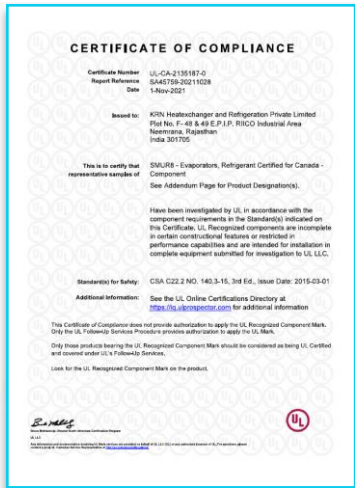 CERTIFICATE OF COMPLIANCE
Certificate Number UL-CA-2135187-0
Report Reference SA45759-20211028
Date 1-Nov-2021
Issued to: KRN Heatexchanger and Refrigeration Private Limited
Plot No. F- 48 & 49 E.P.I.P. RIICO Industrial Area
Neemrana, Rajasthan
India 301705
This is to certify that SMUR8 - Evaporators, Refrigerant Certified for Canada -
representative samples of Component
See Addendum Page for Product Designation(s).
Have been investigated by UL in accordance with the
component requirements in the Standard(s) indicated on
this Certificate. UL Recognized components are incomplete
in certain constructional features or restricted in
performance capabilities and are intended for installation in
complete equipment submitted for investigation to UL LLC.
Standard(s) for Safety: CSA C22.2 NO. 140.3-15, 3rd Ed., Issue Date: 2015-03-01
Additional Information: See the UL Online Certifications Directory at
https://iq.ulprospector.com for additional information
This Certificate of Compliance does not provide authorization to apply the UL Recognized Component Mark.
Only the UL Follow-Up Services Procedure provides authorization to apply the UL Mark.
Only those products bearing the UL Recognized Component Mark should be considered as being UL Certified
and covered under UL's Follow-Up Services.
Look for the UL Recognized Component Mark on the product.
UL